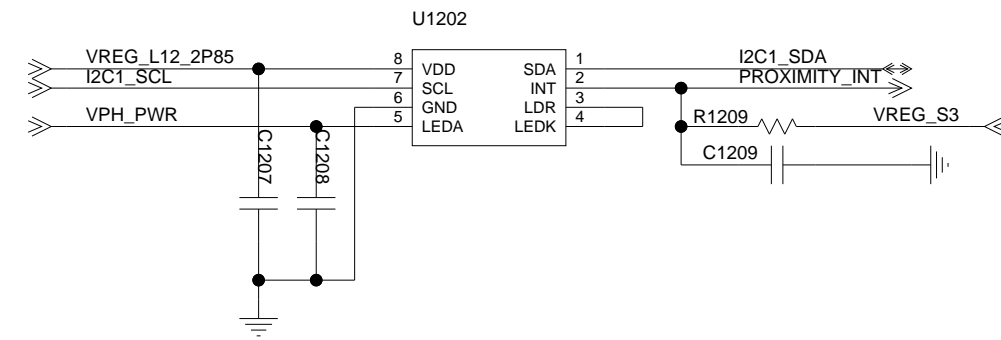 U1202
VREG_L12_2P85 8 VDD SDA 1 I2C1_SDA
I2C1_SCL 7 SCL INT 2 PROXIMITY_INT
6 GND LDR 3
VPH_PWR 5 LEDA LEDK 4
R1209 VREG_S3
C1207 C1208 C1209